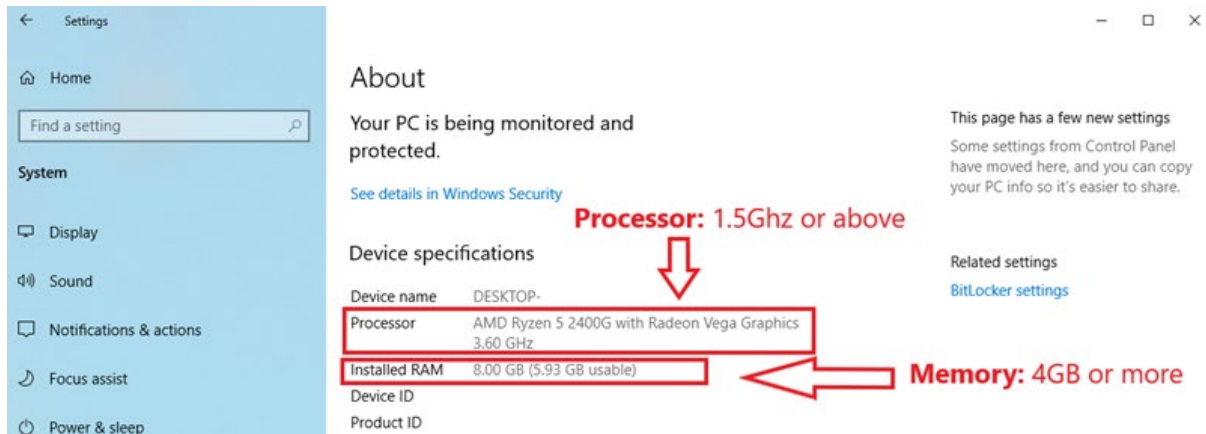 Settings
Home
Find a setting
System
Display
Sound
Notifications & actions
Focus assist
Power & sleep
About
Your PC is being monitored and
protected.
See details in Windows Security
Processor: 1.5Ghz or above
Device specifications
Device name DESKTOP-
Processor AMD Ryzen 5 2400G with Radeon Vega Graphics
3.60 GHz
Installed RAM 8.00 GB (5.93 GB usable)
Memory: 4GB or more
Device ID
Product ID
This page has a few new settings
Some settings from Control Panel
have moved here, and you can copy
your PC info so it's easier to share.
Related settings
BitLocker settings